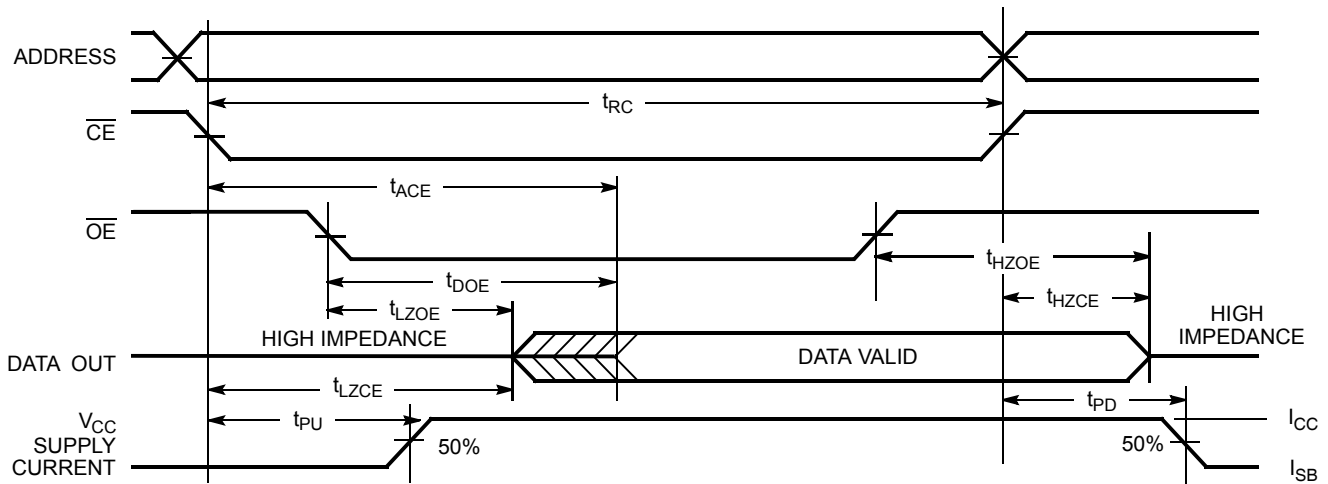 ADDRESS
tRC
CE
tACE
OE
tHZOE
tDOE
tHZCE
tLZOE
HIGH IMPEDANCE
HIGH
IMPEDANCE
DATA OUT
DATA VALID
tLZCE
tPU
tPD
VCC
SUPPLY
CURRENT
50%
50%
ICC
ISB